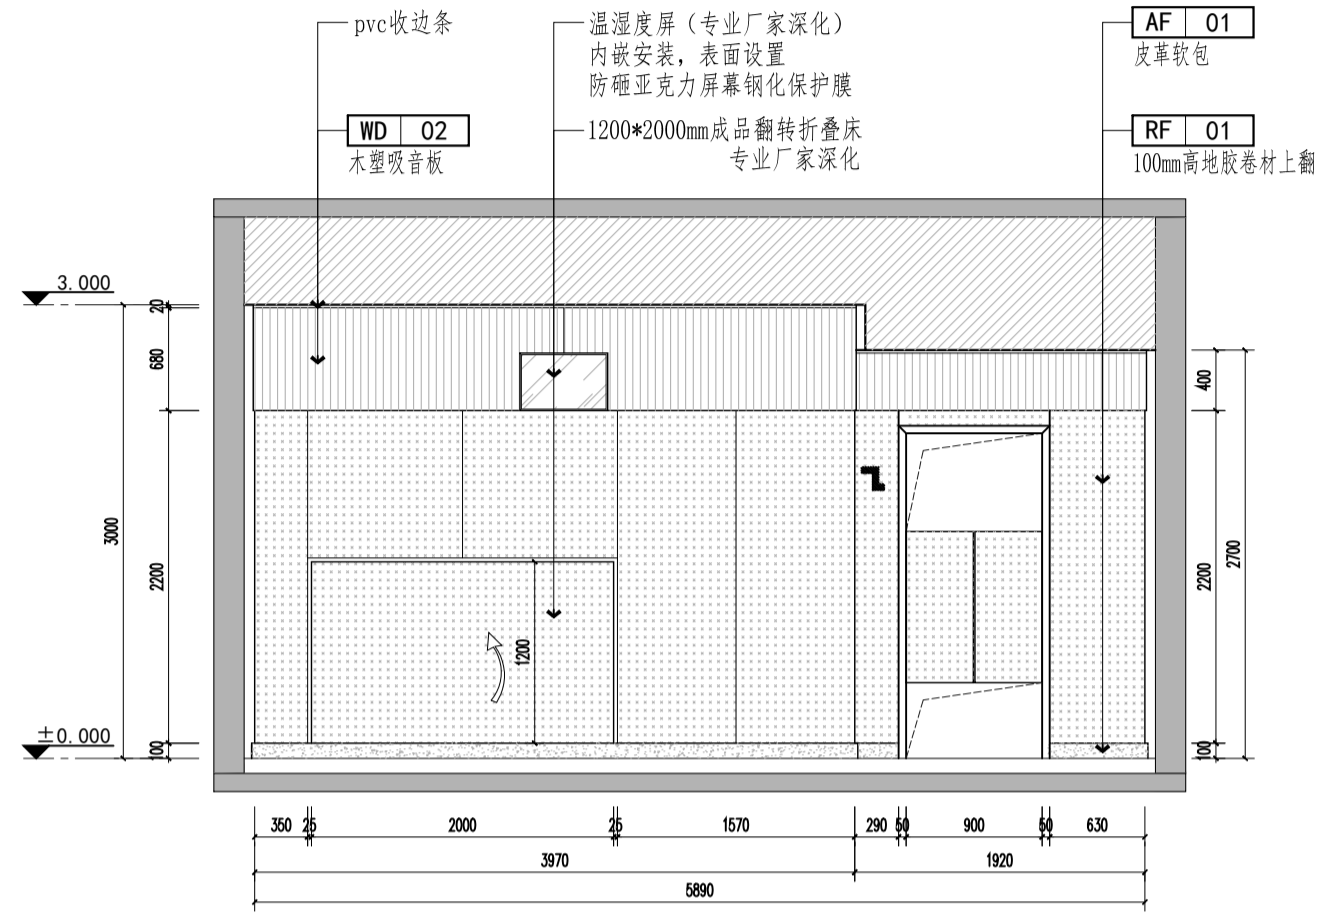 pvc收边条
温湿度屏（专业厂家深化）
内嵌安装，表面设置
防砸亚克力屏幕钢化保护膜
AF 01
皮革软包
WD 02
木塑吸音板
1200*2000mm成品翻转折叠床
专业厂家深化
RF 01
100mm高地胶卷材上翻
3.000
20
680
3000
2200
±0.000
100
1200
400
2200
2700
100
350 25 2000 25 1570 290 50 900 50 630
3970 1920
5890